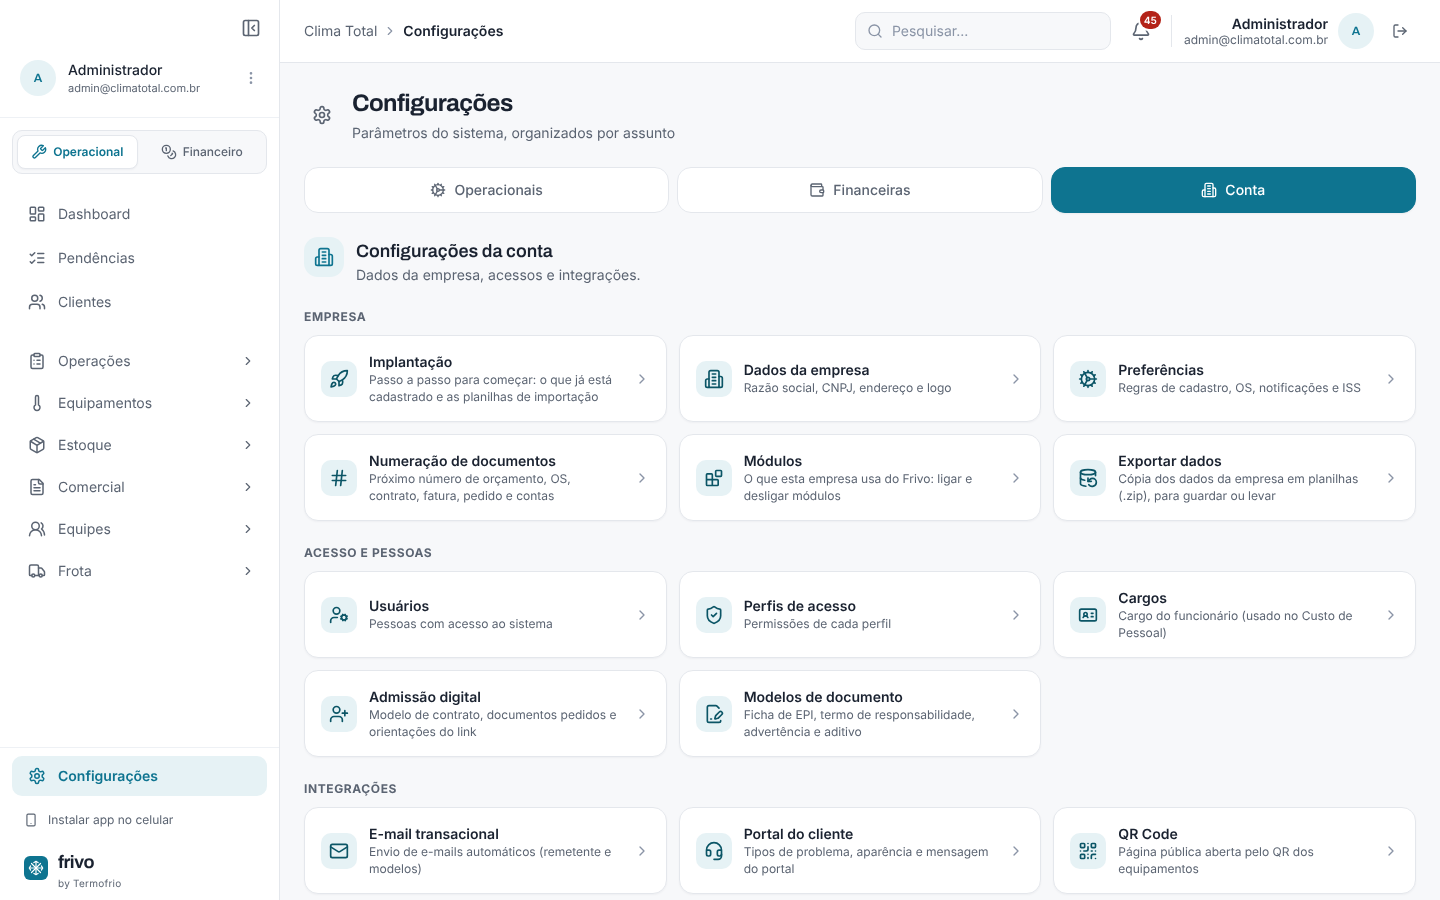 Administrador
admin@climatotal.com.br
Operacional
Financeiro
Dashboard
Pendências
Clientes
Operações
Equipamentos
Estoque
Comercial
Equipes
Frota
Configurações
Instalar app no celular
frivo
by Termofrio
Clima Total > Configurações
Pesquisar...
45
Administrador
admin@climatotal.com.br
A
A
Configurações
Parâmetros do sistema, organizados por assunto
Operacionais
Financeiras
Conta
Configurações da conta
Dados da empresa, acessos e integrações.
EMPRESA
Implantação
Passo a passo para começar: o que já está
cadastrado e as planilhas de importação
Dados da empresa
Razão social, CNPJ, endereço e logo
Preferências
Regras de cadastro, OS, notificações e ISS
Numeração de documentos
Próximo número de orçamento, OS,
contrato, fatura, pedido e contas
Módulos
O que esta empresa usa do Frivo: ligar e
desligar módulos
Exportar dados
Cópia dos dados da empresa em planilhas
(.zip), para guardar ou levar
ACESSO E PESSOAS
Usuários
Pessoas com acesso ao sistema
Perfis de acesso
Permissões de cada perfil
Cargos
Cargo do funcionário (usado no Custo de
Pessoal)
Admissão digital
Modelo de contrato, documentos pedidos e
orientações do link
Modelos de documento
Ficha de EPI, termo de responsabilidade,
advertência e aditivo
INTEGRAÇÕES
E-mail transacional
Envio de e-mails automáticos (remetente e
modelos)
Portal do cliente
Tipos de problema, aparência e mensagem
do portal
QR Code
Página pública aberta pelo QR dos
equipamentos